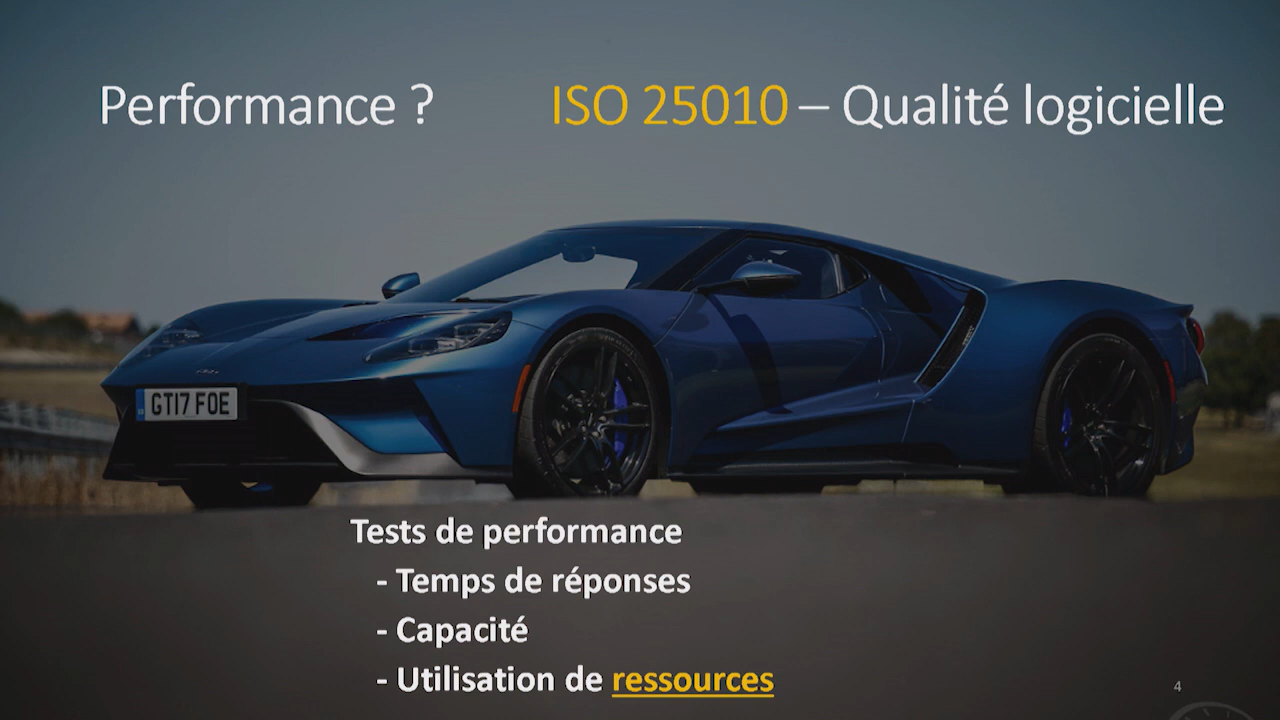 Performance ? ISO 25010 – Qualité logicielle
GT17 FOE
Tests de performance
- Temps de réponses
- Capacité
- Utilisation de ressources
4